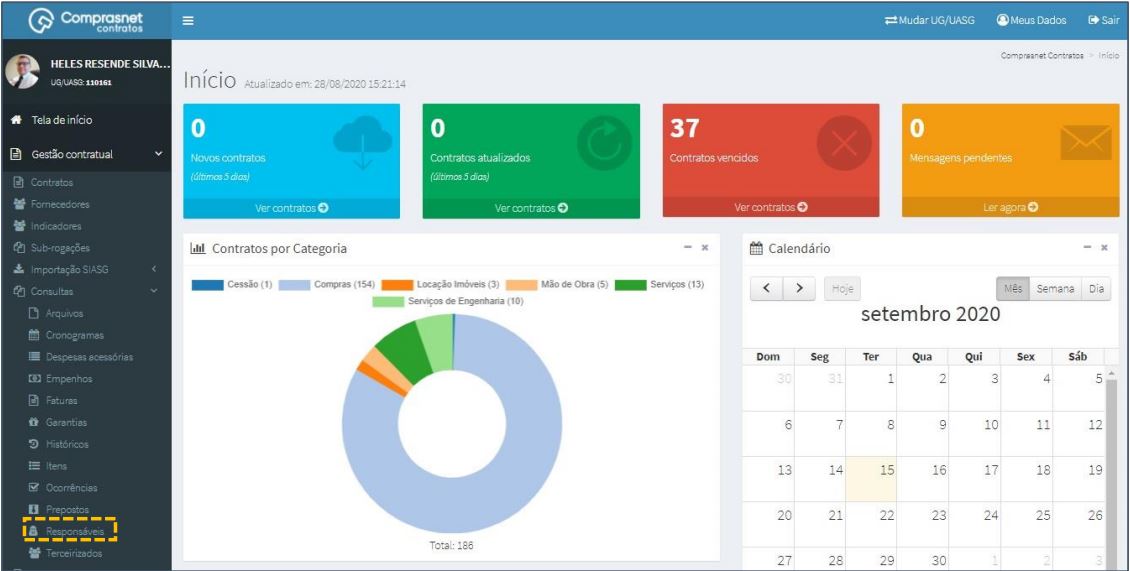 Comprasnet
contratos
Mudar UG/UASG
Meus Dados
Sair
HELES RESENDE SILVA...
UG/UASG: 110161
Tela de início
Gestão contratual
Contratos
Fornecedores
Indicadores
Sub-rogações
Importação SIASG
Consultas
Arquivos
Cronogramas
Despesas acessórias
Empenhos
Faturas
Garantias
Históricos
Itens
Ocorrências
Prepostos
Responsáveis
Terceirizados
Comprasnet Contratos > Início
Início Atualizado em: 28/08/2020 15:21:14
0
Novos contratos
(últimos 5 dias)
Ver contratos
0
Contratos atualizados
(últimos 5 dias)
Ver contratos
37
Contratos vencidos
Ver contratos
0
Mensagens pendentes
Ler agora
Contratos por Categoria
Cessão (1) Compras (154) Locação Imóveis (3) Mão de Obra (5) Serviços (13)
Serviços de Engenharia (10)
Total: 186
Calendário
Hoje
Mês Semana Dia
setembro 2020
Dom Seg Ter Qua Qui Sex Sáb
30 31 1 2 3 4 5
6 7 8 9 10 11 12
13 14 15 16 17 18 19
20 21 22 23 24 25 26
27 28 29 30 1 2 3